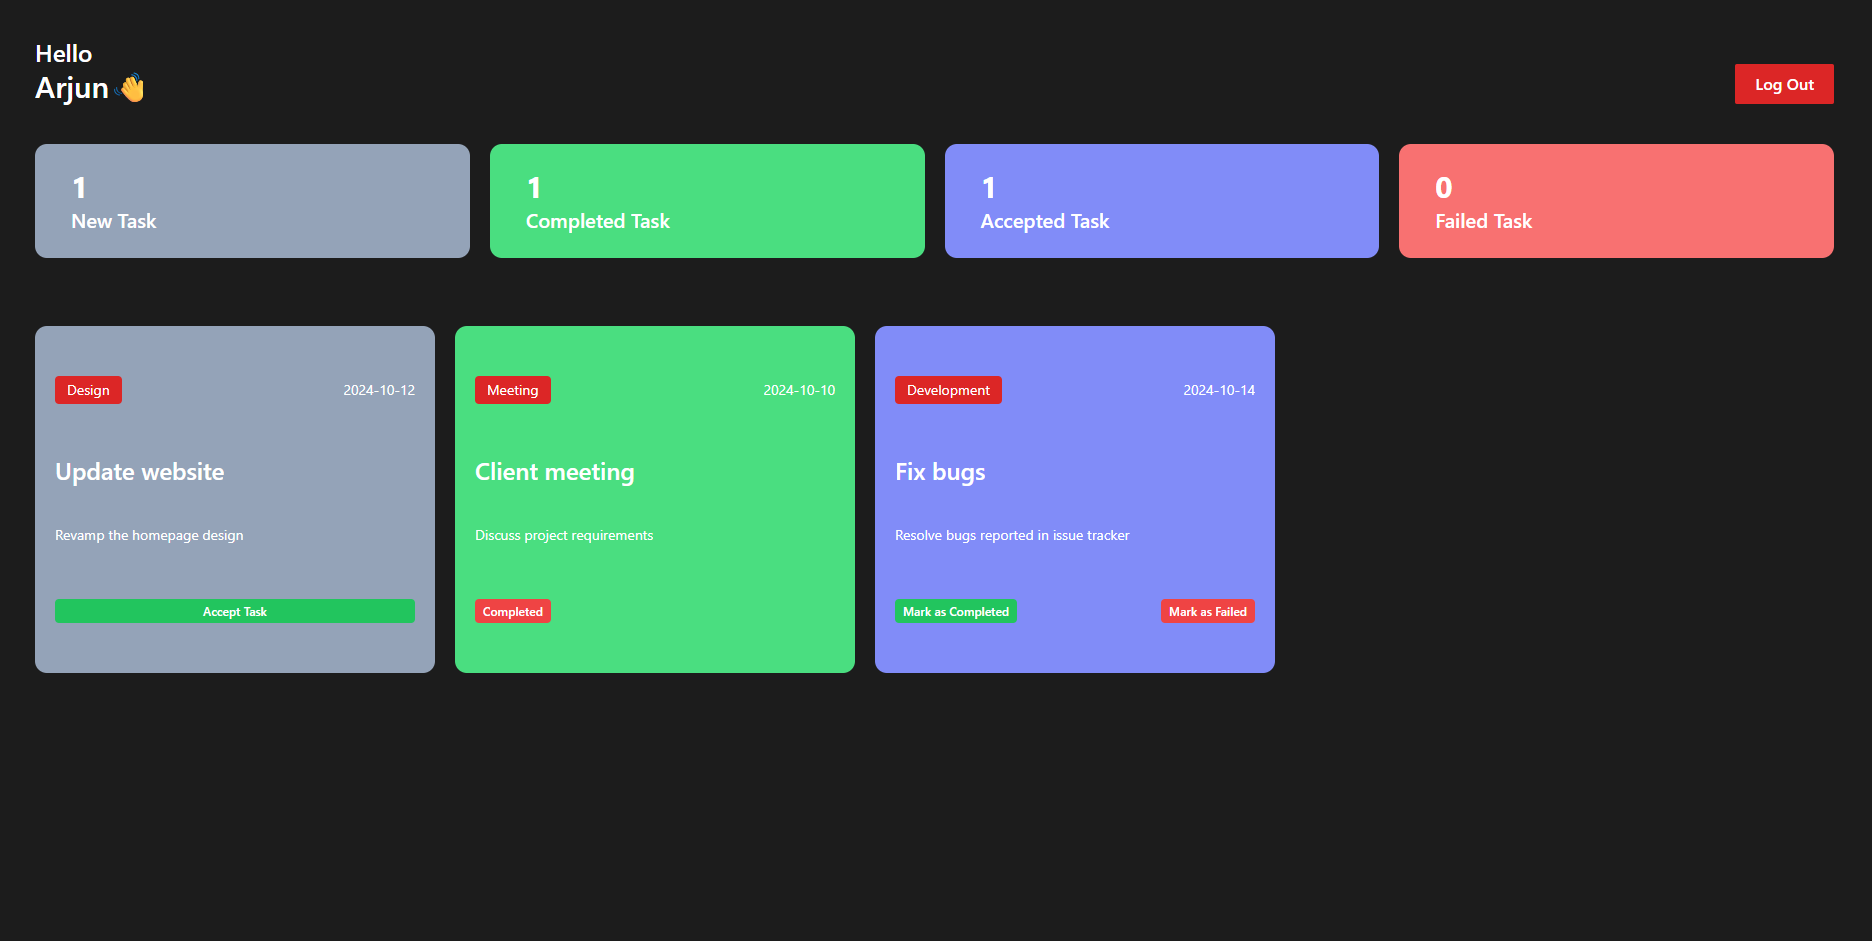 Hello
Arjun 👋
Log Out
1
New Task
1
Completed Task
1
Accepted Task
0
Failed Task
Design 2024-10-12
Update website
Revamp the homepage design
Accept Task
Meeting 2024-10-10
Client meeting
Discuss project requirements
Completed
Development 2024-10-14
Fix bugs
Resolve bugs reported in issue tracker
Mark as Completed Mark as Failed